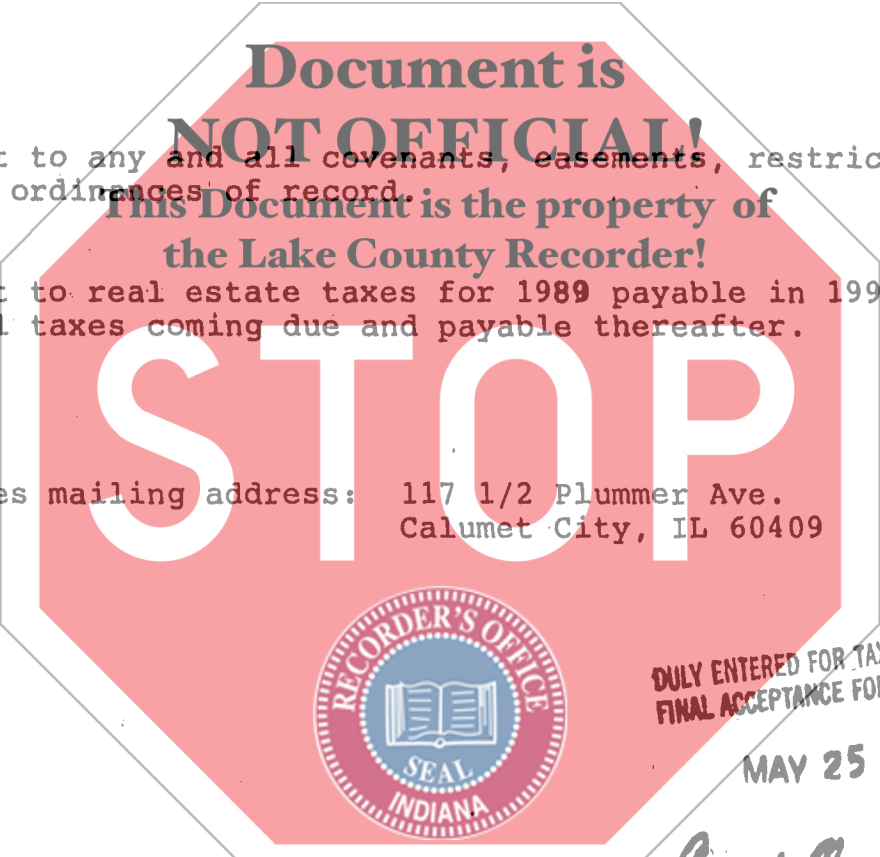 Document is
NOT OFFICIAL!
t to any and all covenants, easements, restric
ordinances of record.
This Document is the property of
the Lake County Recorder!
t to real estate taxes for 1989 payable in 199
l taxes coming due and payable thereafter.
STOP
es mailing address: 117 1/2 Plummer Ave.
Calumet City, IL 60409
RECORDER'S OFFICE
SEAL
INDIANA
DULY ENTERED FOR TAX
FINAL ACCEPTANCE FOR
MAY 25